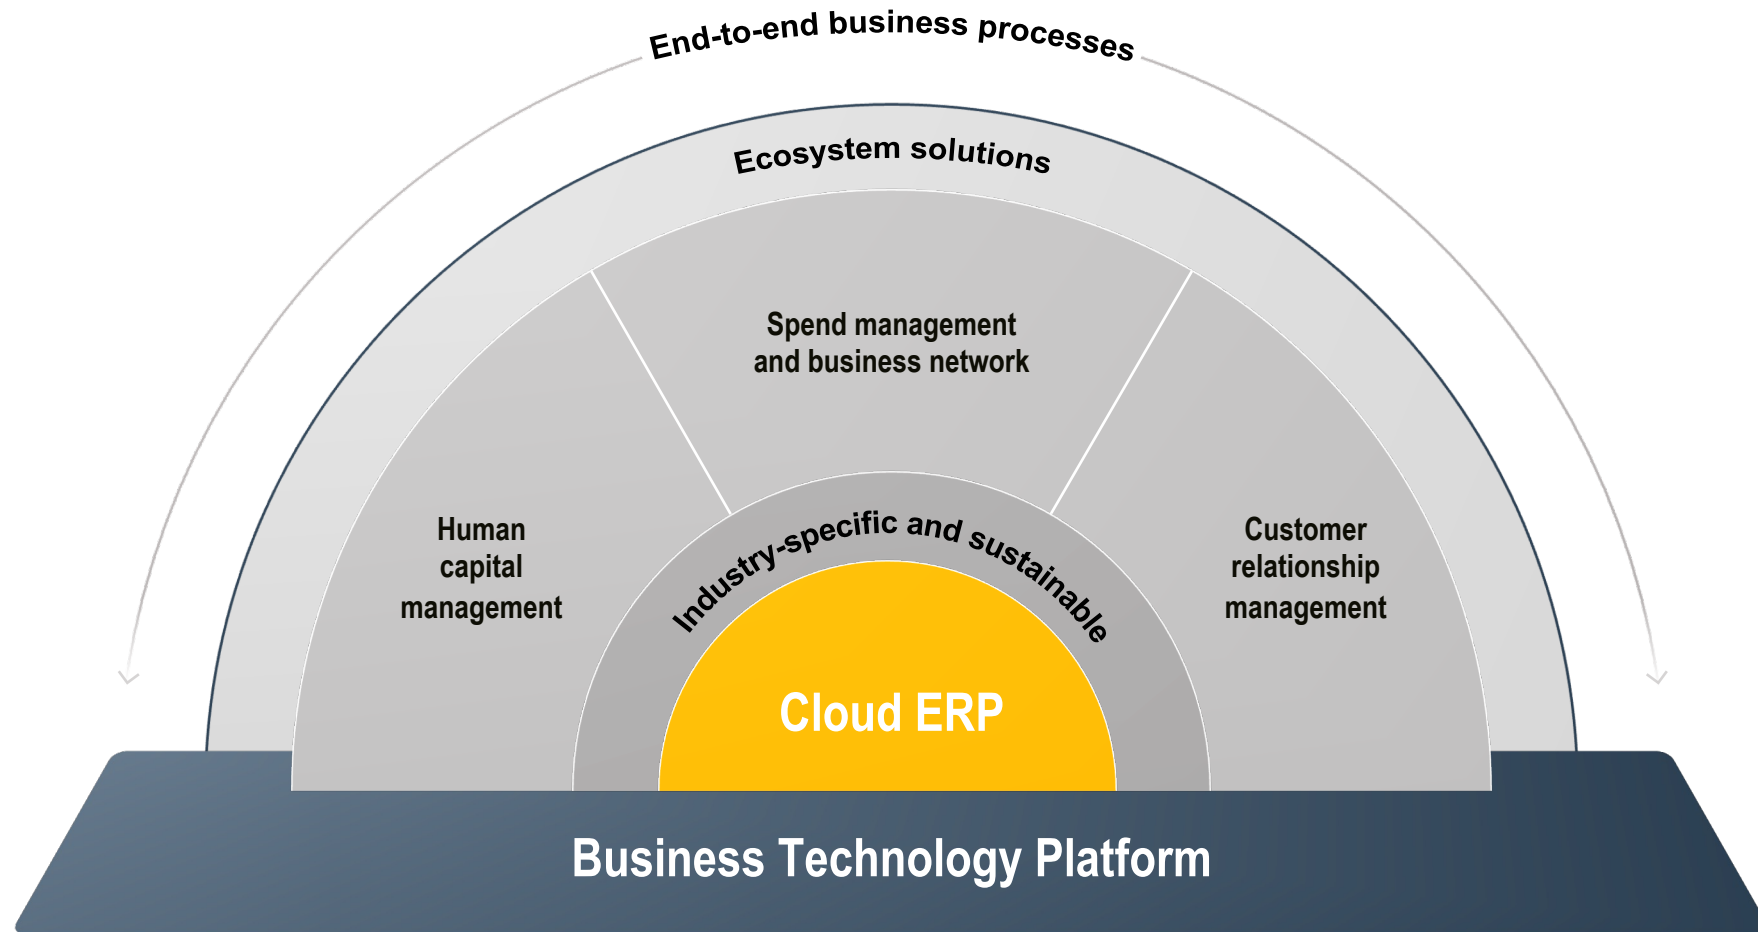 End-to-end business processes
Ecosystem solutions
Spend management
and business network
Human
capital
management
Customer
relationship
management
Industry-specific and sustainable
Cloud ERP
Business Technology Platform